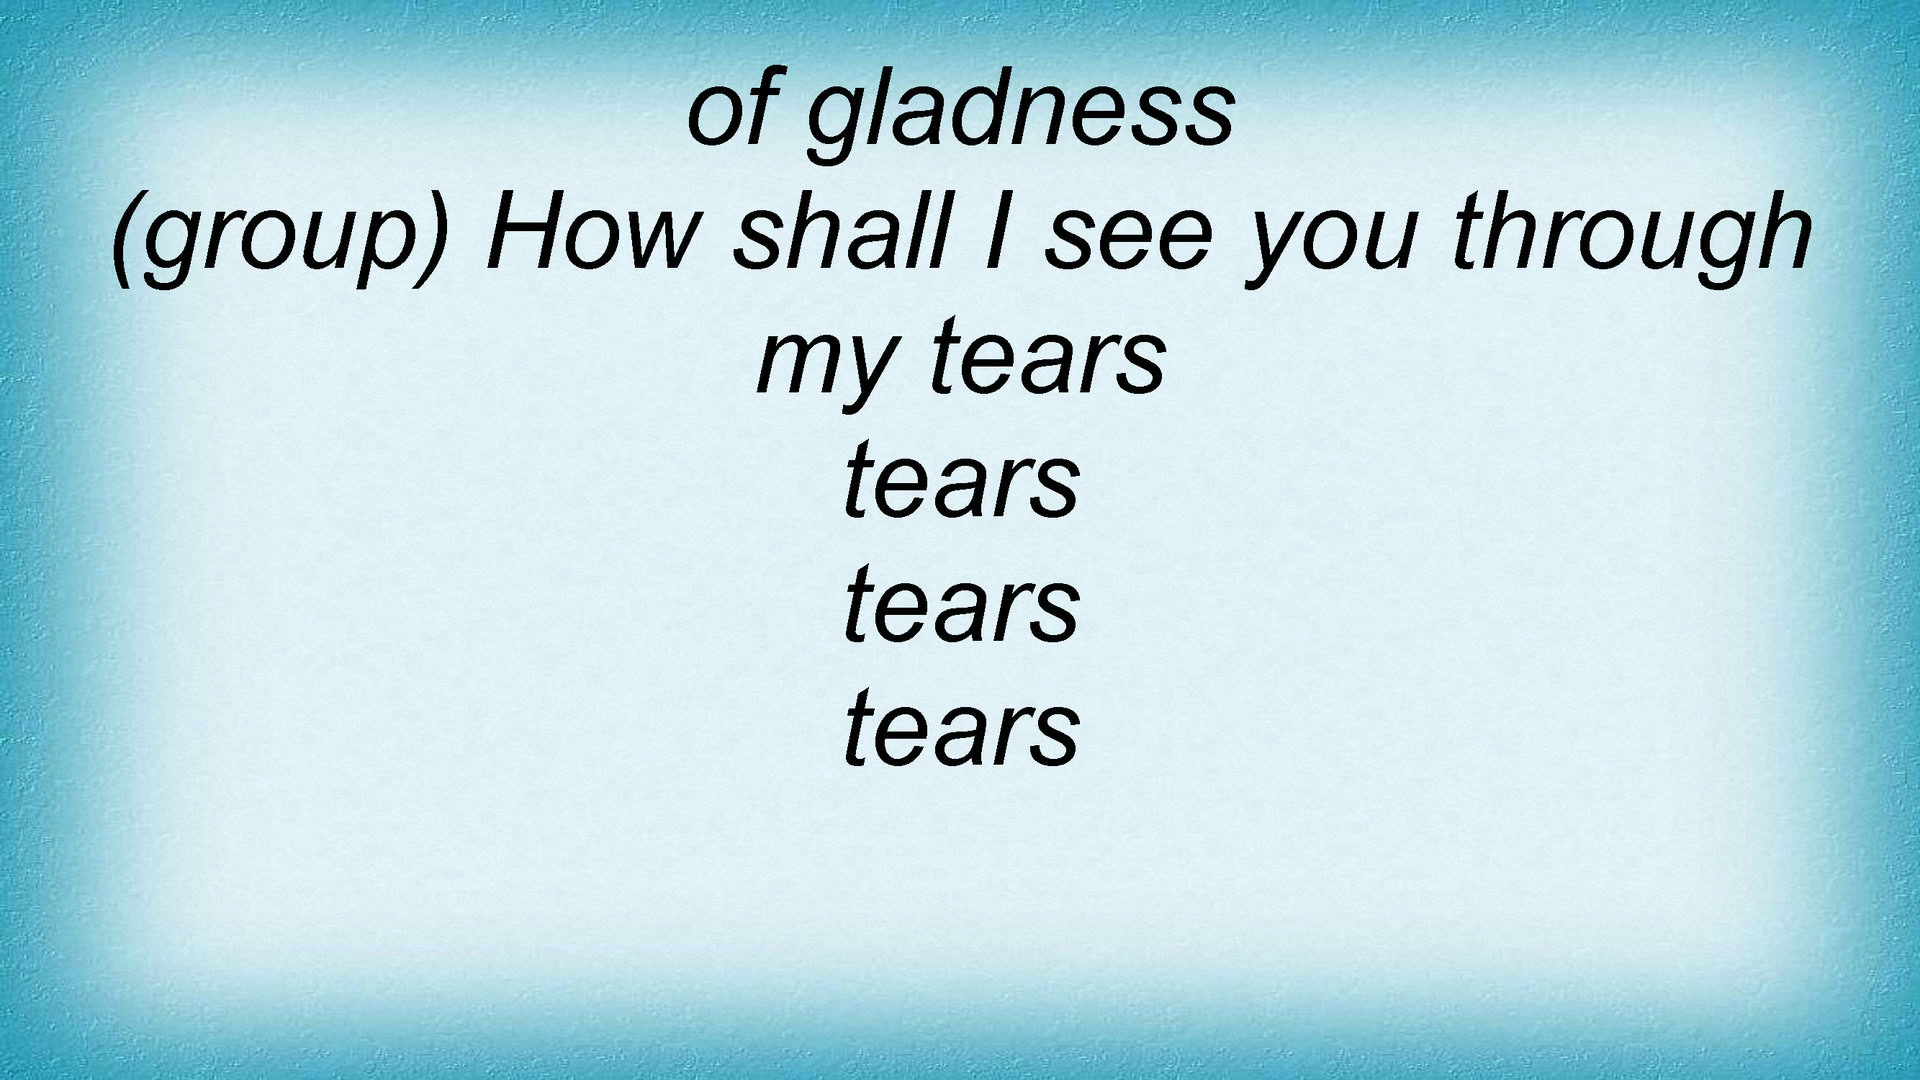 of gladness
(group) How shall I see you through
my tears
tears
tears
tears